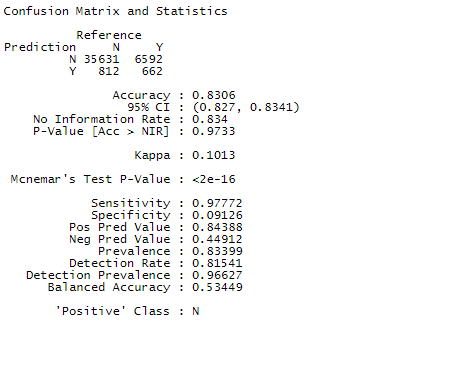 Confusion Matrix and Statistics
Reference
Prediction N Y
N 35631 6592
Y 812 662
Accuracy : 0.8306
95% CI : (0.827, 0.8341)
No Information Rate : 0.834
P-Value [Acc > NIR] : 0.9733
Kappa : 0.1013
Mcnemar's Test P-Value : <2e-16
Sensitivity : 0.97772
Specificity : 0.09126
Pos Pred Value : 0.84388
Neg Pred Value : 0.44912
Prevalence : 0.83399
Detection Rate : 0.81541
Detection Prevalence : 0.96627
Balanced Accuracy : 0.53449
'Positive' Class : N